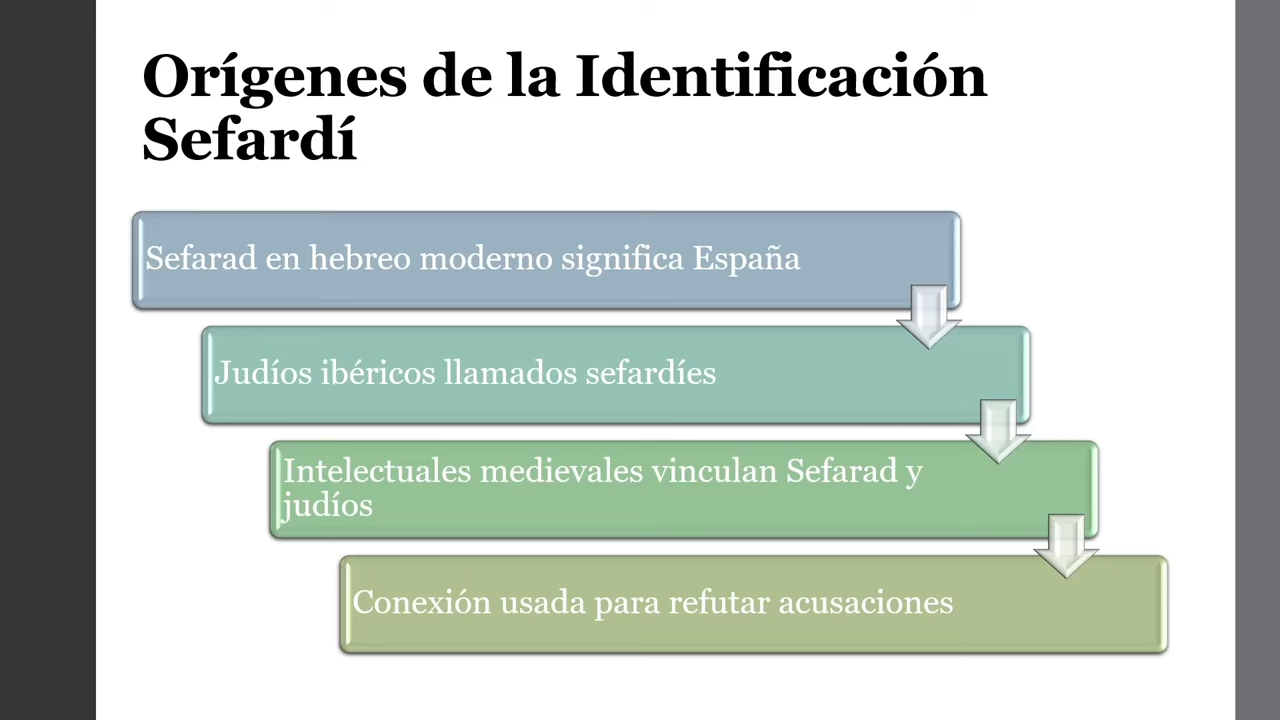 Orígenes de la Identificación
Sefardí
Sefarad en hebreo moderno significa España
Judíos ibéricos llamados sefardíes
Intelectuales medievales vinculan Sefarad y
judíos
Conexión usada para refutar acusaciones